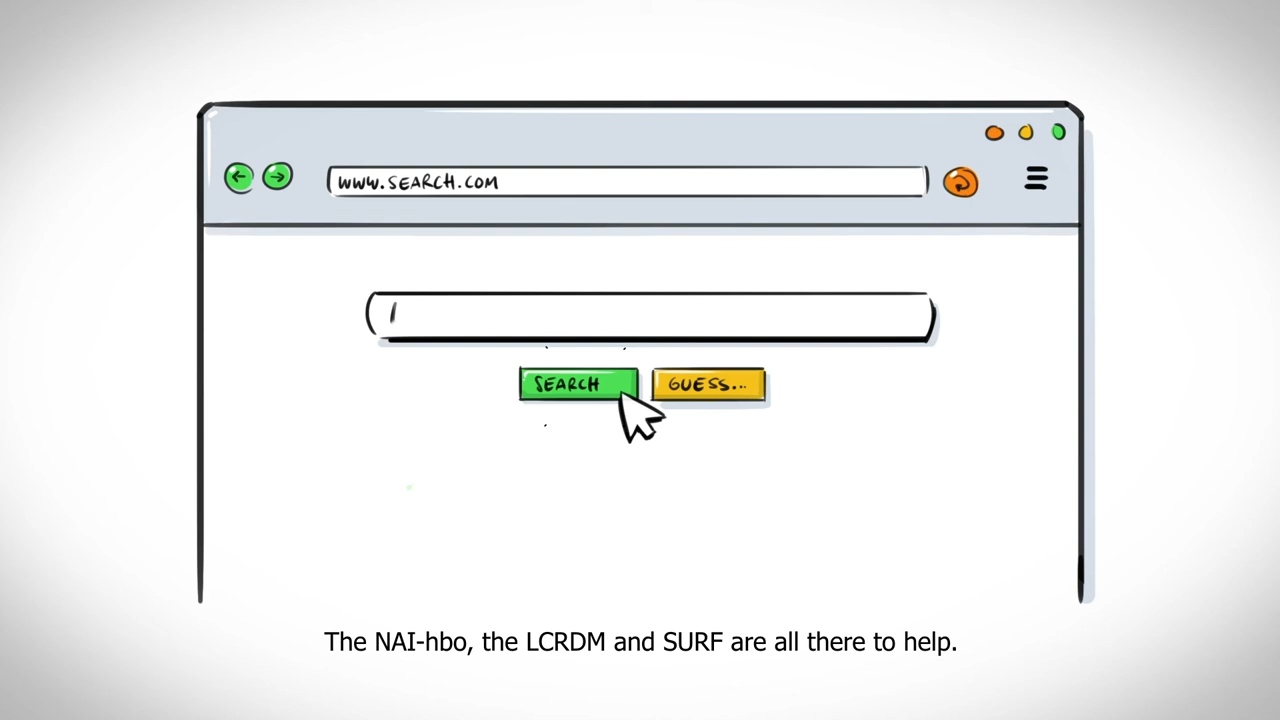 WWW.SEARCH.COM
SEARCH
GUESS...
The NAI-hbo, the LCRDM and SURF are all there to help.